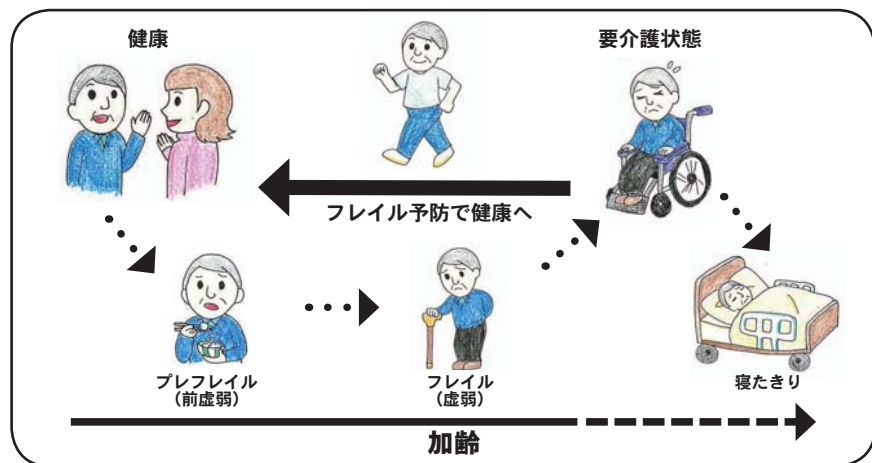 健康
要介護状態
フレイル予防で健康へ
プレフレイル
（前虚弱）
フレイル
（虚弱）
寝たきり
加齢